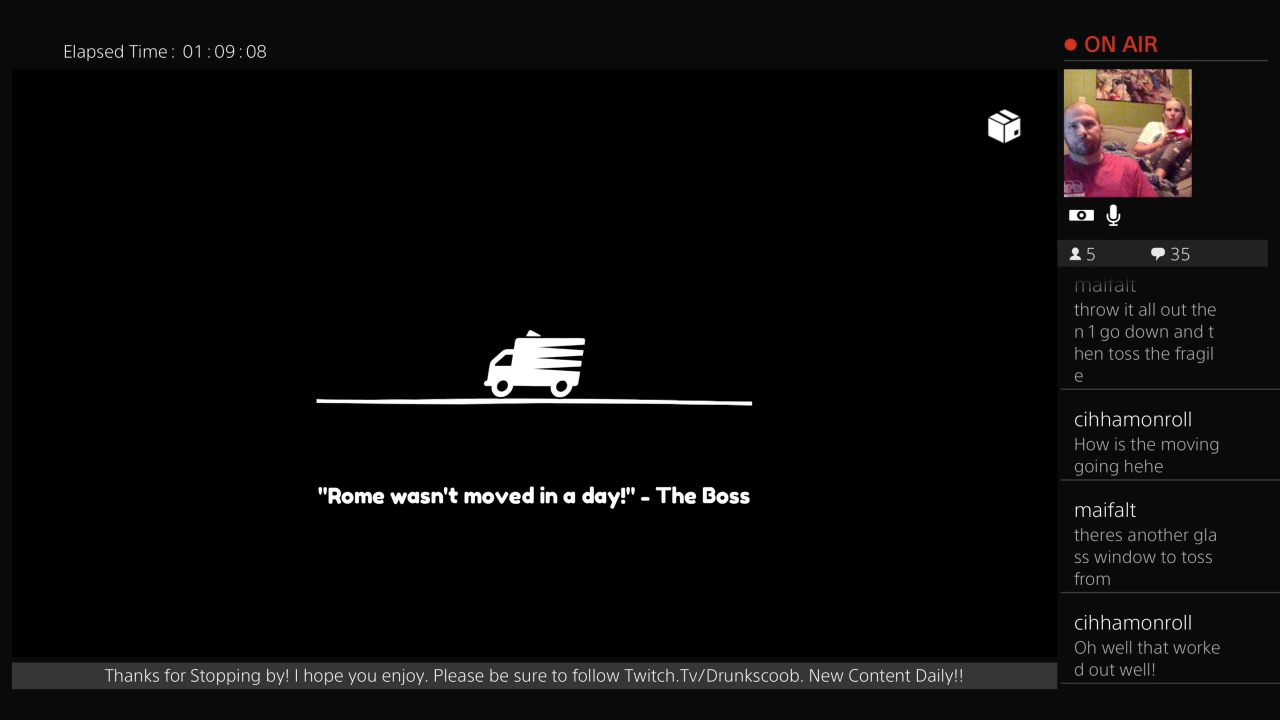 Elapsed Time : 01 : 09 : 08
ON AIR
5 35
maifalt
throw it all out the
n 1 go down and t
hen toss the fragil
e
cihhamonroll
How is the moving
going hehe
maifalt
theres another gla
ss window to toss
from
cihhamonroll
Oh well that worke
d out well!
"Rome wasn't moved in a day!" - The Boss
Thanks for Stopping by! I hope you enjoy. Please be sure to follow Twitch.Tv/Drunkscoob. New Content Daily!!